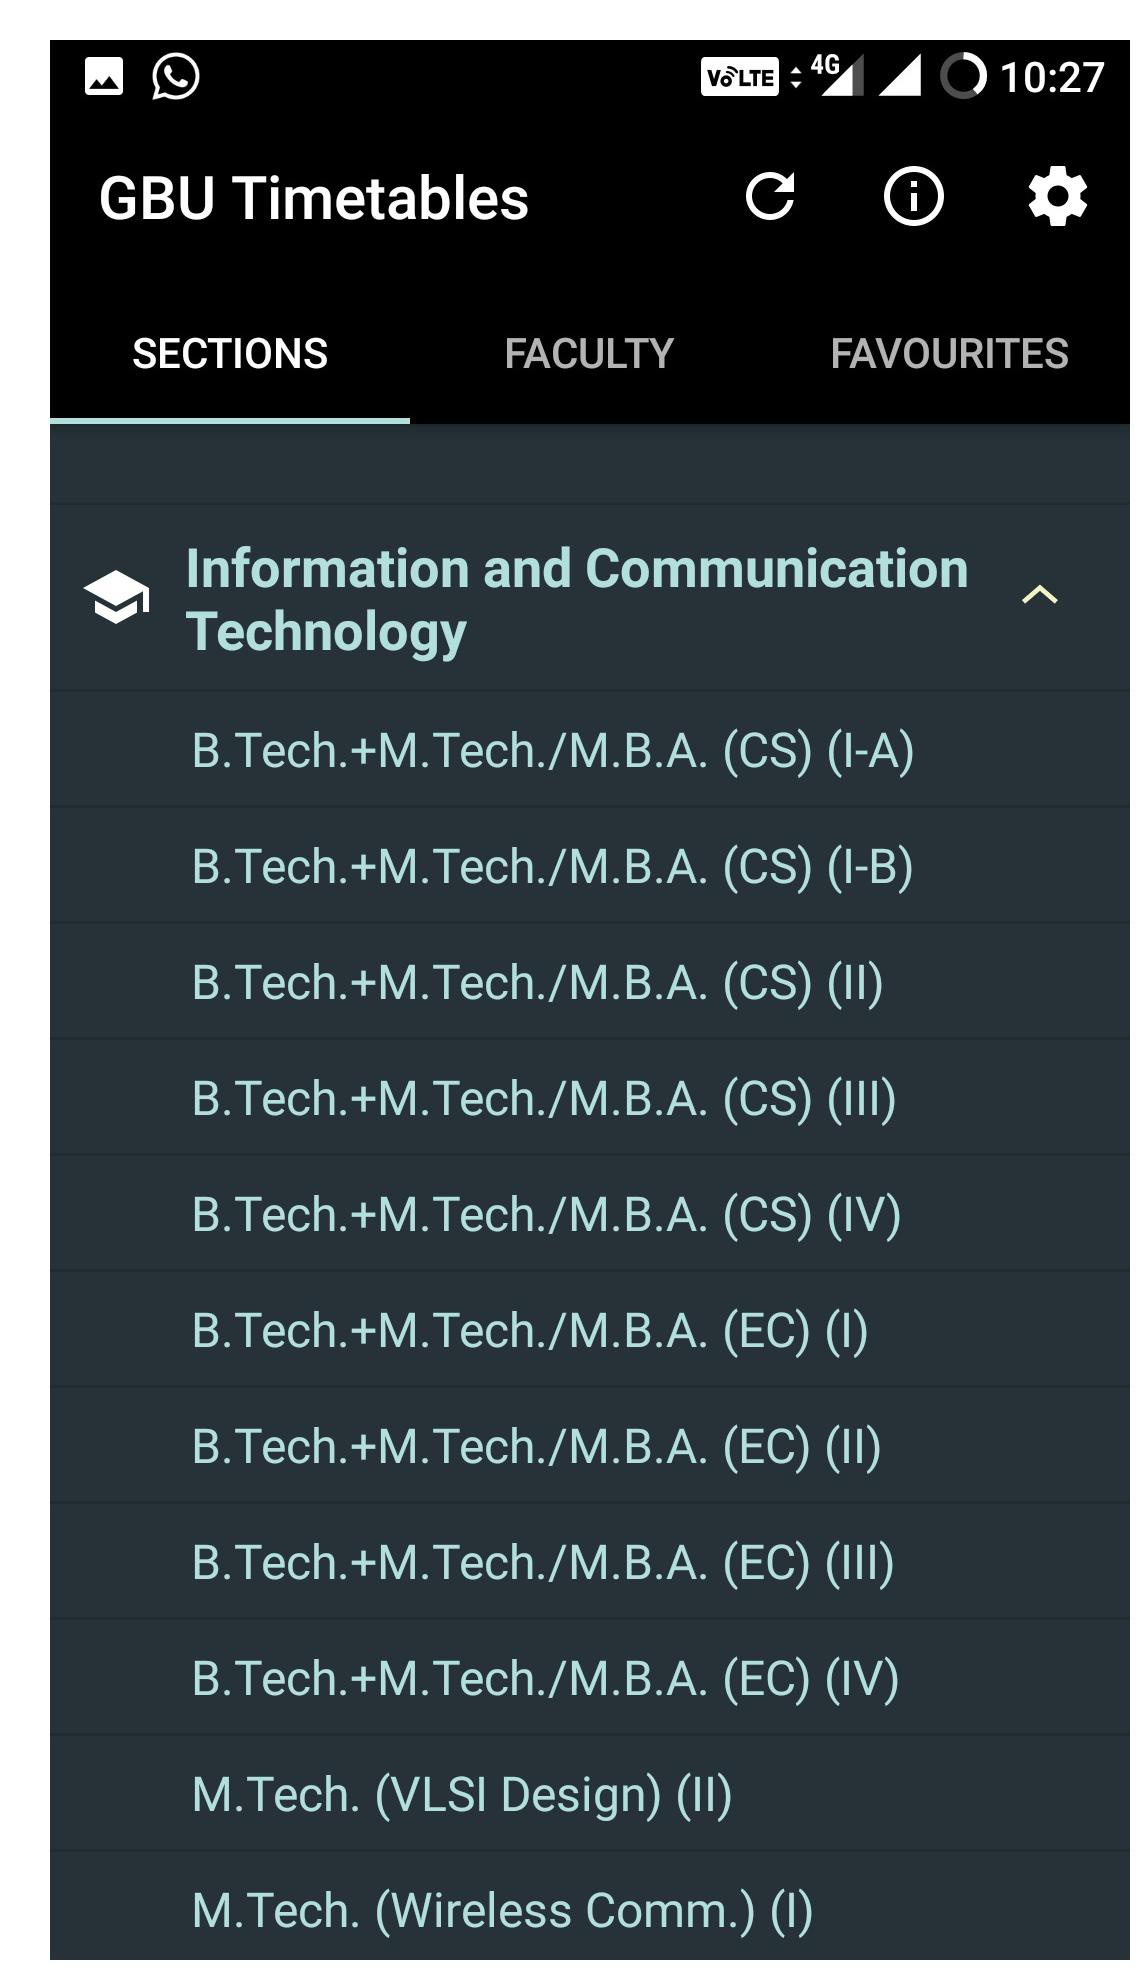 VoLTE 4G 10:27
GBU Timetables
SECTIONS FACULTY FAVOURITES
Information and Communication
Technology
B.Tech.+M.Tech./M.B.A. (CS) (I-A)
B.Tech.+M.Tech./M.B.A. (CS) (I-B)
B.Tech.+M.Tech./M.B.A. (CS) (II)
B.Tech.+M.Tech./M.B.A. (CS) (III)
B.Tech.+M.Tech./M.B.A. (CS) (IV)
B.Tech.+M.Tech./M.B.A. (EC) (I)
B.Tech.+M.Tech./M.B.A. (EC) (II)
B.Tech.+M.Tech./M.B.A. (EC) (III)
B.Tech.+M.Tech./M.B.A. (EC) (IV)
M.Tech. (VLSI Design) (II)
M.Tech. (Wireless Comm.) (I)